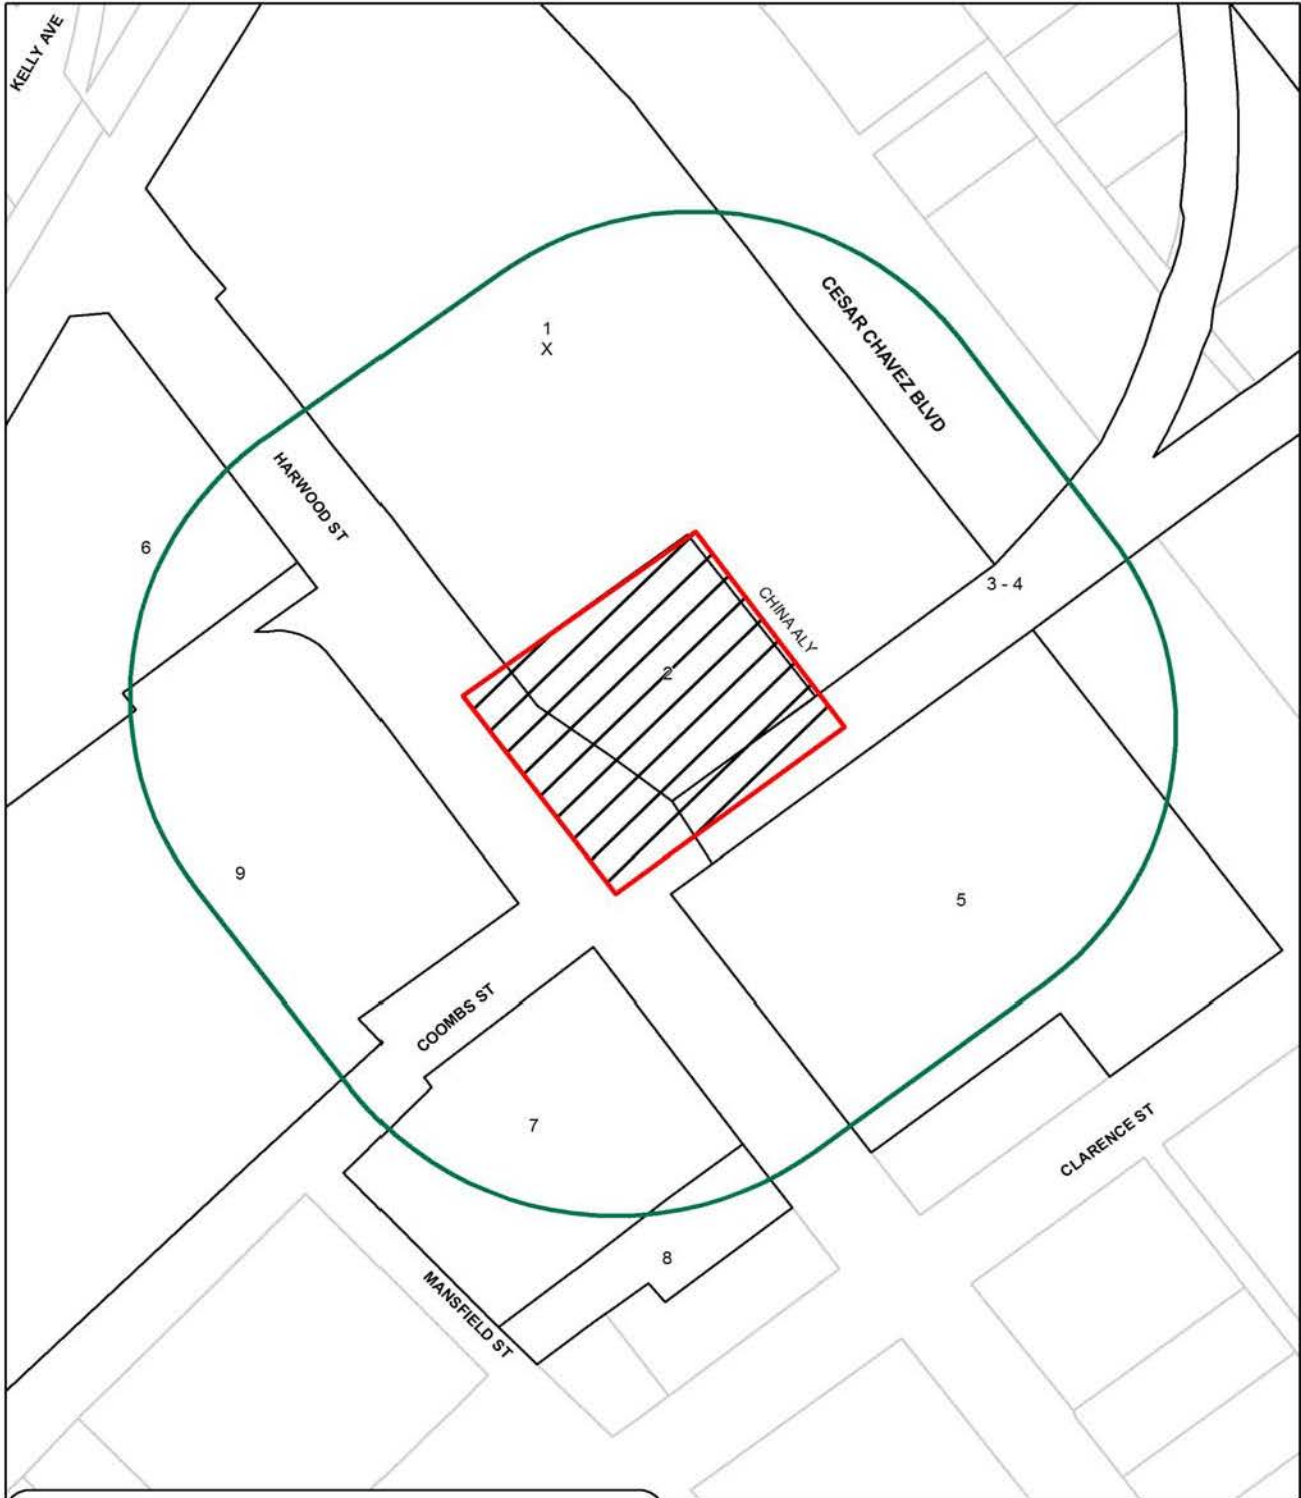 KELLY AVE
CESAR CHAVEZ BLVD
1
X
HARWOOD ST
6
3 - 4
CHINA ALY
2
9
5
COOMBS ST
7
CLARENCE ST
8
MANSFIELD ST